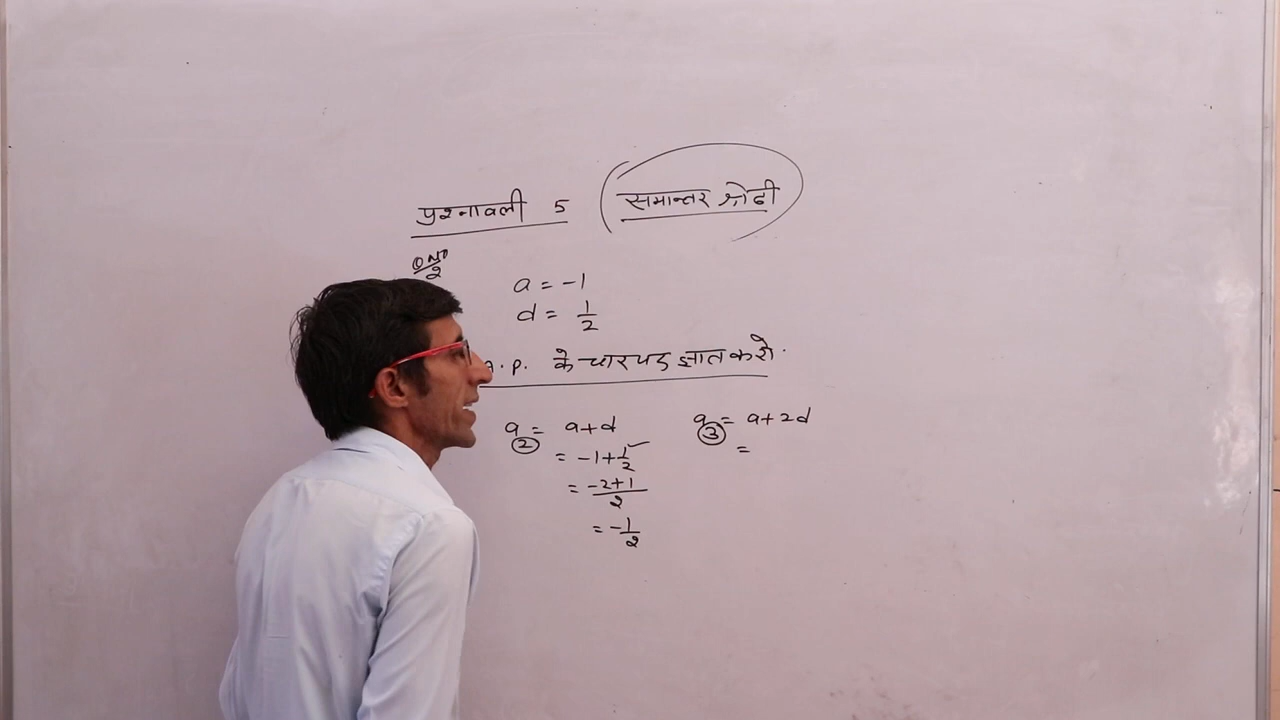 प्रश्नावली 5 (समान्तर श्रेढी)
Q NO 2
a = -1
d = 1/2
A.P. के चार पद ज्ञात करो.
a2 = a+d
= -1+1/2
= -2+1/2
= -1/2
a3 = a+2d
=